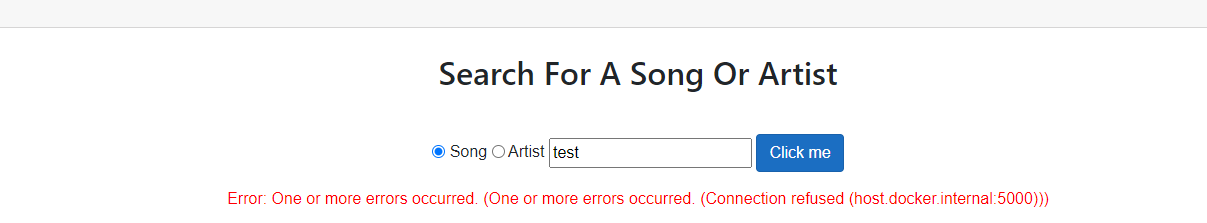 Search For A Song Or Artist
Song Artist test Click me
Error: One or more errors occurred. (One or more errors occurred. (Connection refused (host.docker.internal:5000)))